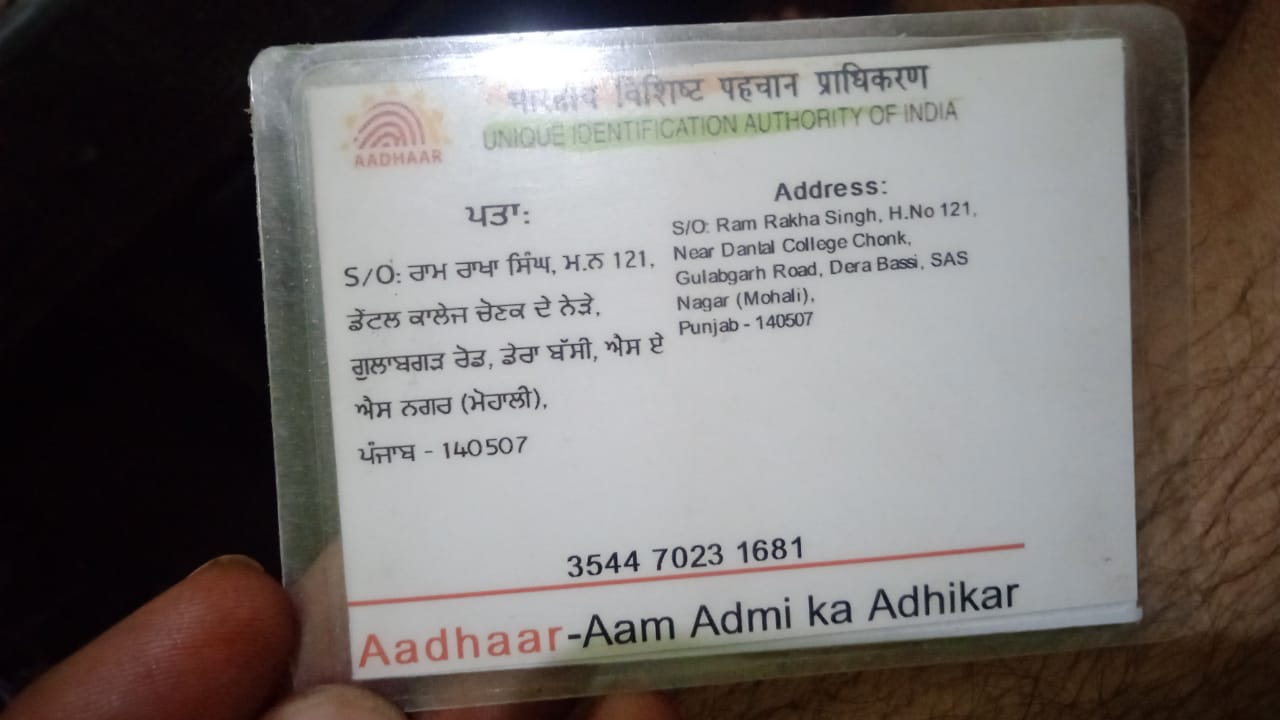 भारतीय विशिष्ट पहचान प्राधिकरण
UNIQUE IDENTIFICATION AUTHORITY OF INDIA
AADHAAR
ਪਤਾ:
S/O: ਰਾਮ ਰਾਖਾ ਸਿੰਘ, ਮ.ਨ 121,
ਡੇਂਟਲ ਕਾਲੇਜ ਚੋਣਕ ਦੇ ਨੇੜੇ,
ਗੁਲਾਬਗੜ ਰੋਡ, ਡੇਰਾ ਬੱਸੀ, ਐਸ ਏ
ਐਸ ਨਗਰ (ਮੋਹਾਲੀ),
ਪੰਜਾਬ - 140507
Address:
S/O: Ram Rakha Singh, H.No 121,
Near Dantal College Chonk,
Gulabgarh Road, Dera Bassi, SAS
Nagar (Mohali),
Punjab - 140507
3544 7023 1681
Aadhaar-Aam Admi ka Adhikar